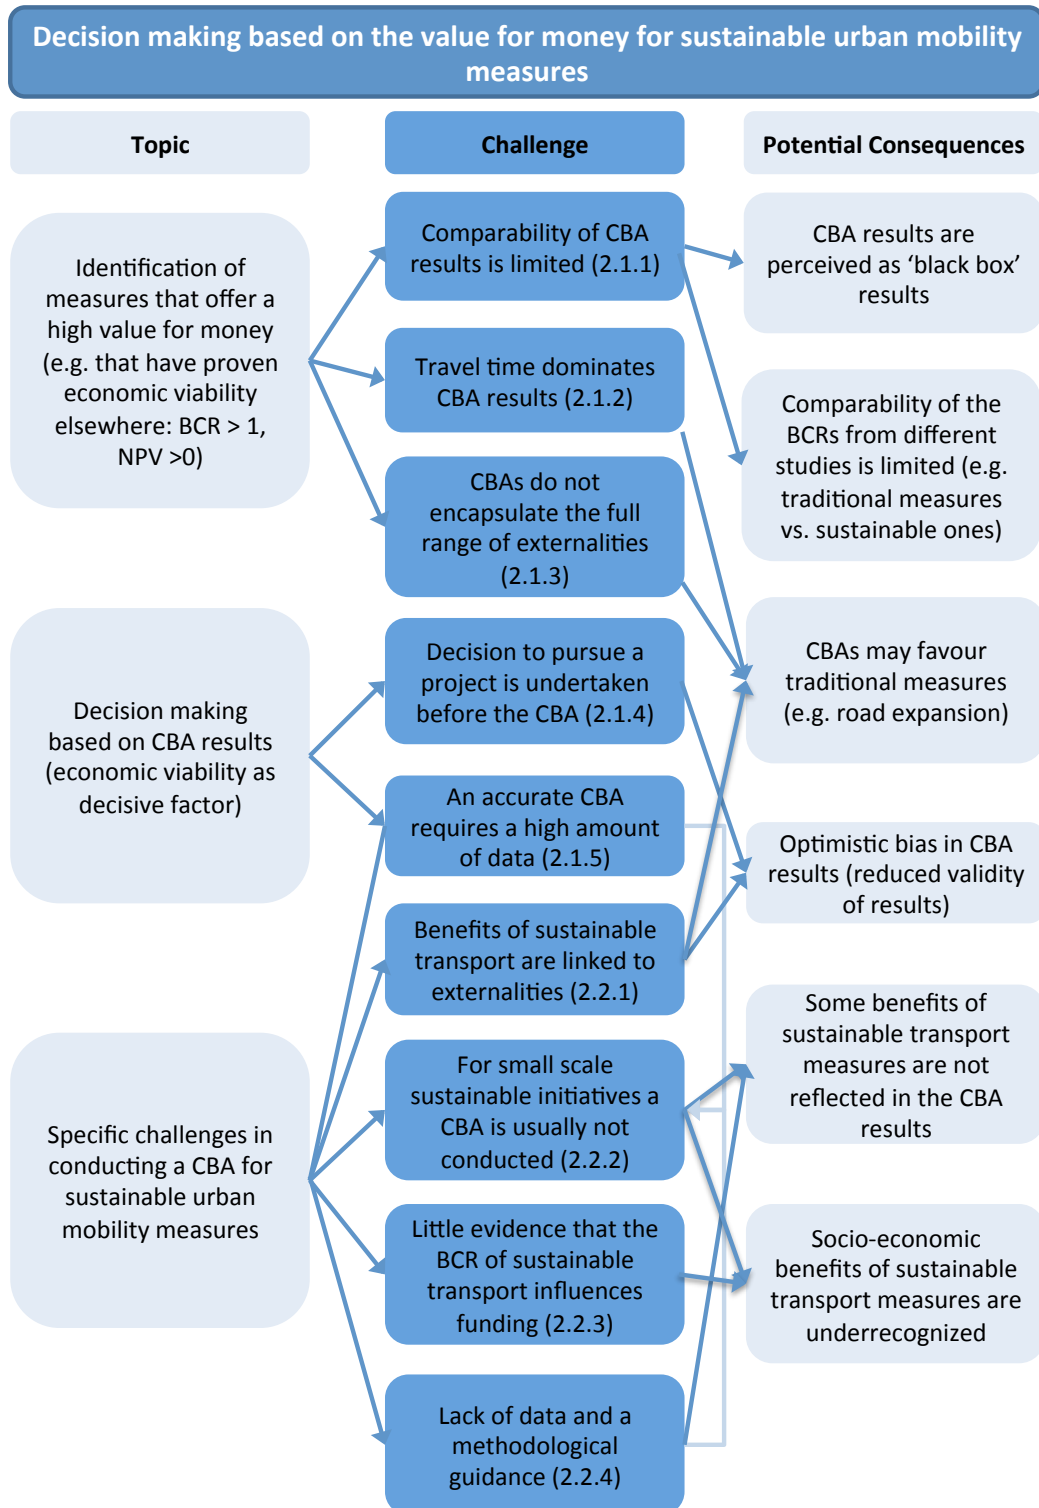 Decision making based on the value for money for sustainable urban mobility
measures
Topic
Challenge
Potential Consequences
Identification of
measures that offer a
high value for money
(e.g. that have proven
economic viability
elsewhere: BCR > 1,
NPV >0)
Decision making
based on CBA results
(economic viability as
decisive factor)
Specific challenges in
conducting a CBA for
sustainable urban
mobility measures
Comparability of CBA
results is limited (2.1.1)
Travel time dominates
CBA results (2.1.2)
CBAs do not
encapsulate the full
range of externalities
(2.1.3)
Decision to pursue a
project is undertaken
before the CBA (2.1.4)
An accurate CBA
requires a high amount
of data (2.1.5)
Benefits of sustainable
transport are linked to
externalities (2.2.1)
For small scale
sustainable initiatives a
CBA is usually not
conducted (2.2.2)
Little evidence that the
BCR of sustainable
transport influences
funding (2.2.3)
Lack of data and a
methodological
guidance (2.2.4)
CBA results are
perceived as ‘black box’
results
Comparability of the
BCRs from different
studies is limited (e.g.
traditional measures
vs. sustainable ones)
CBAs may favour
traditional measures
(e.g. road expansion)
Optimistic bias in CBA
results (reduced validity
of results)
Some benefits of
sustainable transport
measures are not
reflected in the CBA
results
Socio-economic
benefits of sustainable
transport measures are
underrecognized